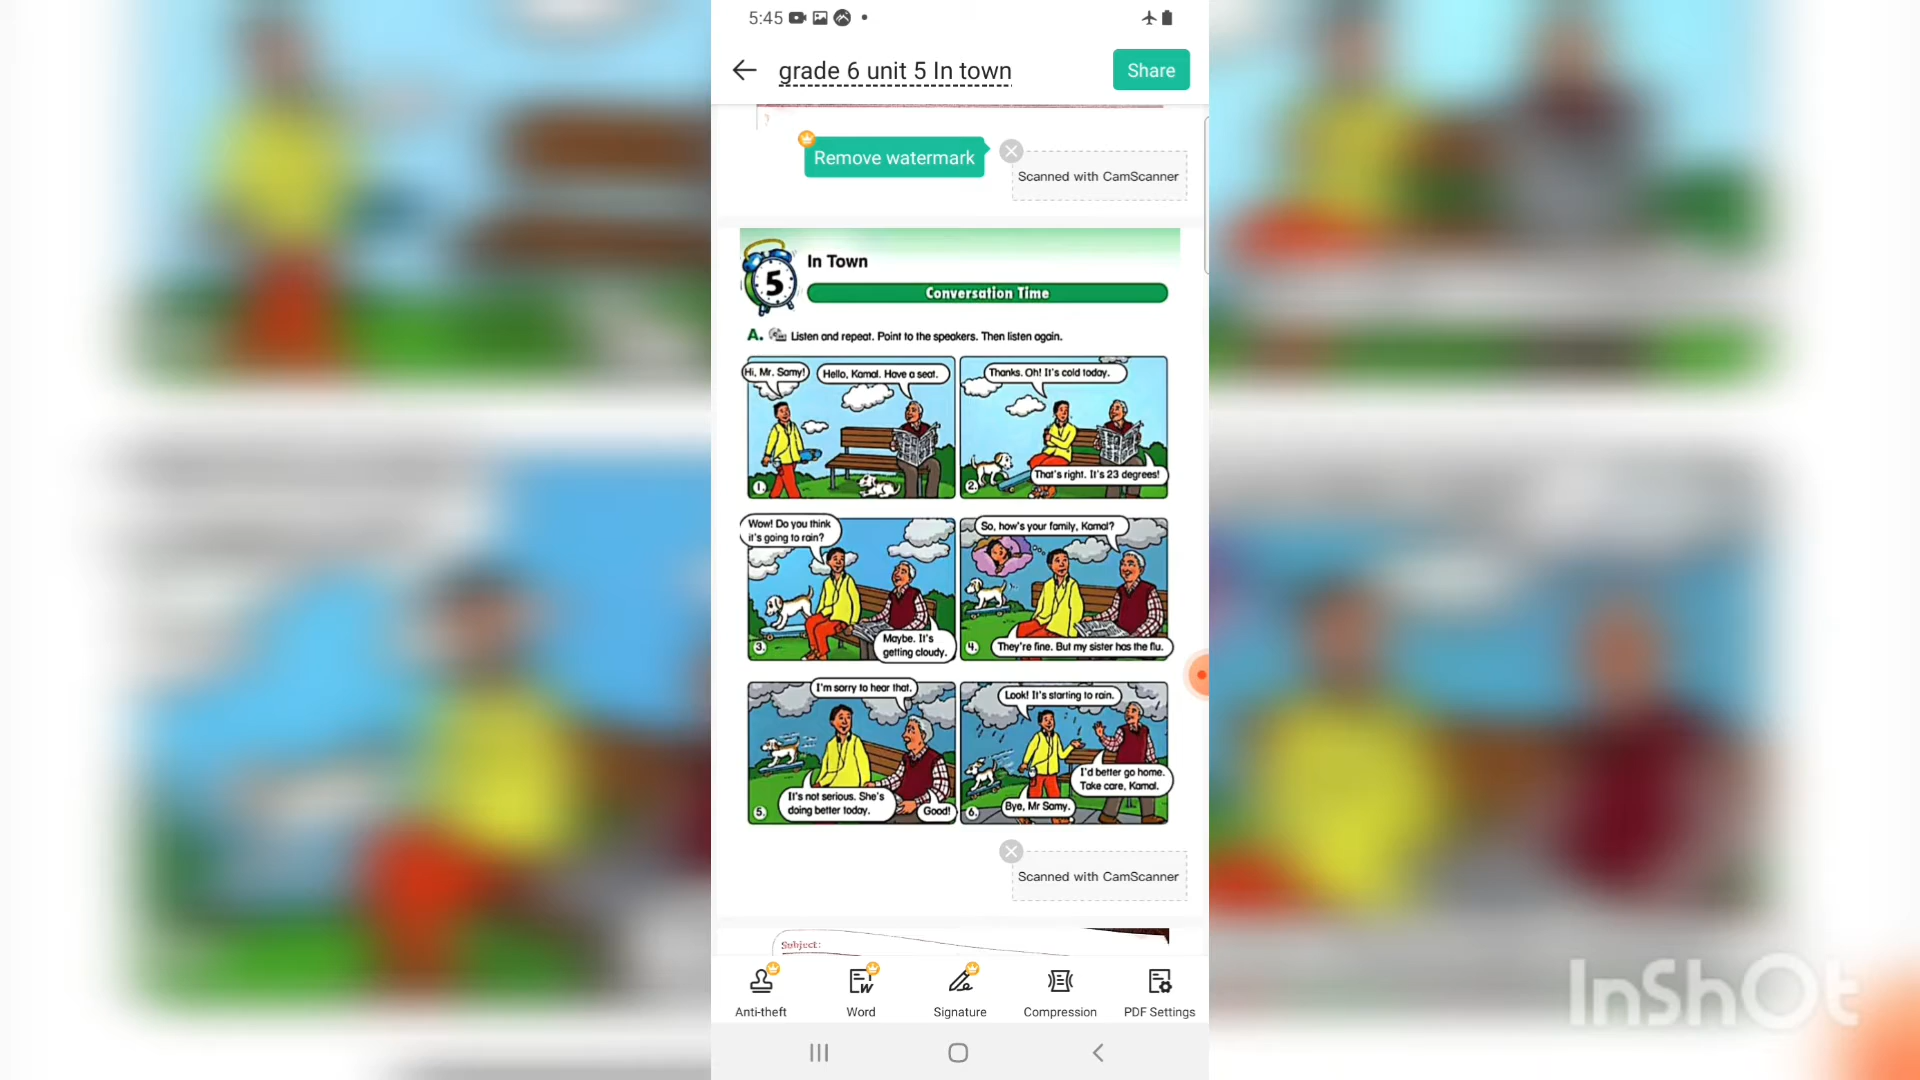 5:45
grade 6 unit 5 In town
Share
Remove watermark
Scanned with CamScanner
5
In Town
Conversation Time
A. Listen and repeat. Point to the speakers. Then listen again.
Hi, Mr. Samy!
Hello, Kamal. Have a seat.
1.
Thanks. Oh! It's cold today.
That's right. It's 23 degrees!
2.
Wow! Do you think
it's going to rain?
Maybe. It's
getting cloudy.
3.
So, how's your family, Kamal?
They're fine. But my sister has the flu.
4.
I'm sorry to hear that.
It's not serious. She's
doing better today.
Good!
5.
Look! It's starting to rain.
I'd better go home.
Take care, Kamal.
Bye, Mr Samy.
6.
Scanned with CamScanner
Subject:
Anti-theft
Word
Signature
Compression
PDF Settings
InShOt